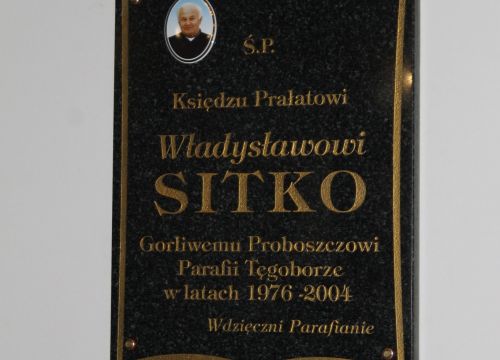 Ś.P.
Księdzu Prałatowi
Władysławowi
SITKO
Gorliwemu Proboszczowi
Parafii Tęgoborze
w latach 1976 -2004
Wdzięczni Parafianie